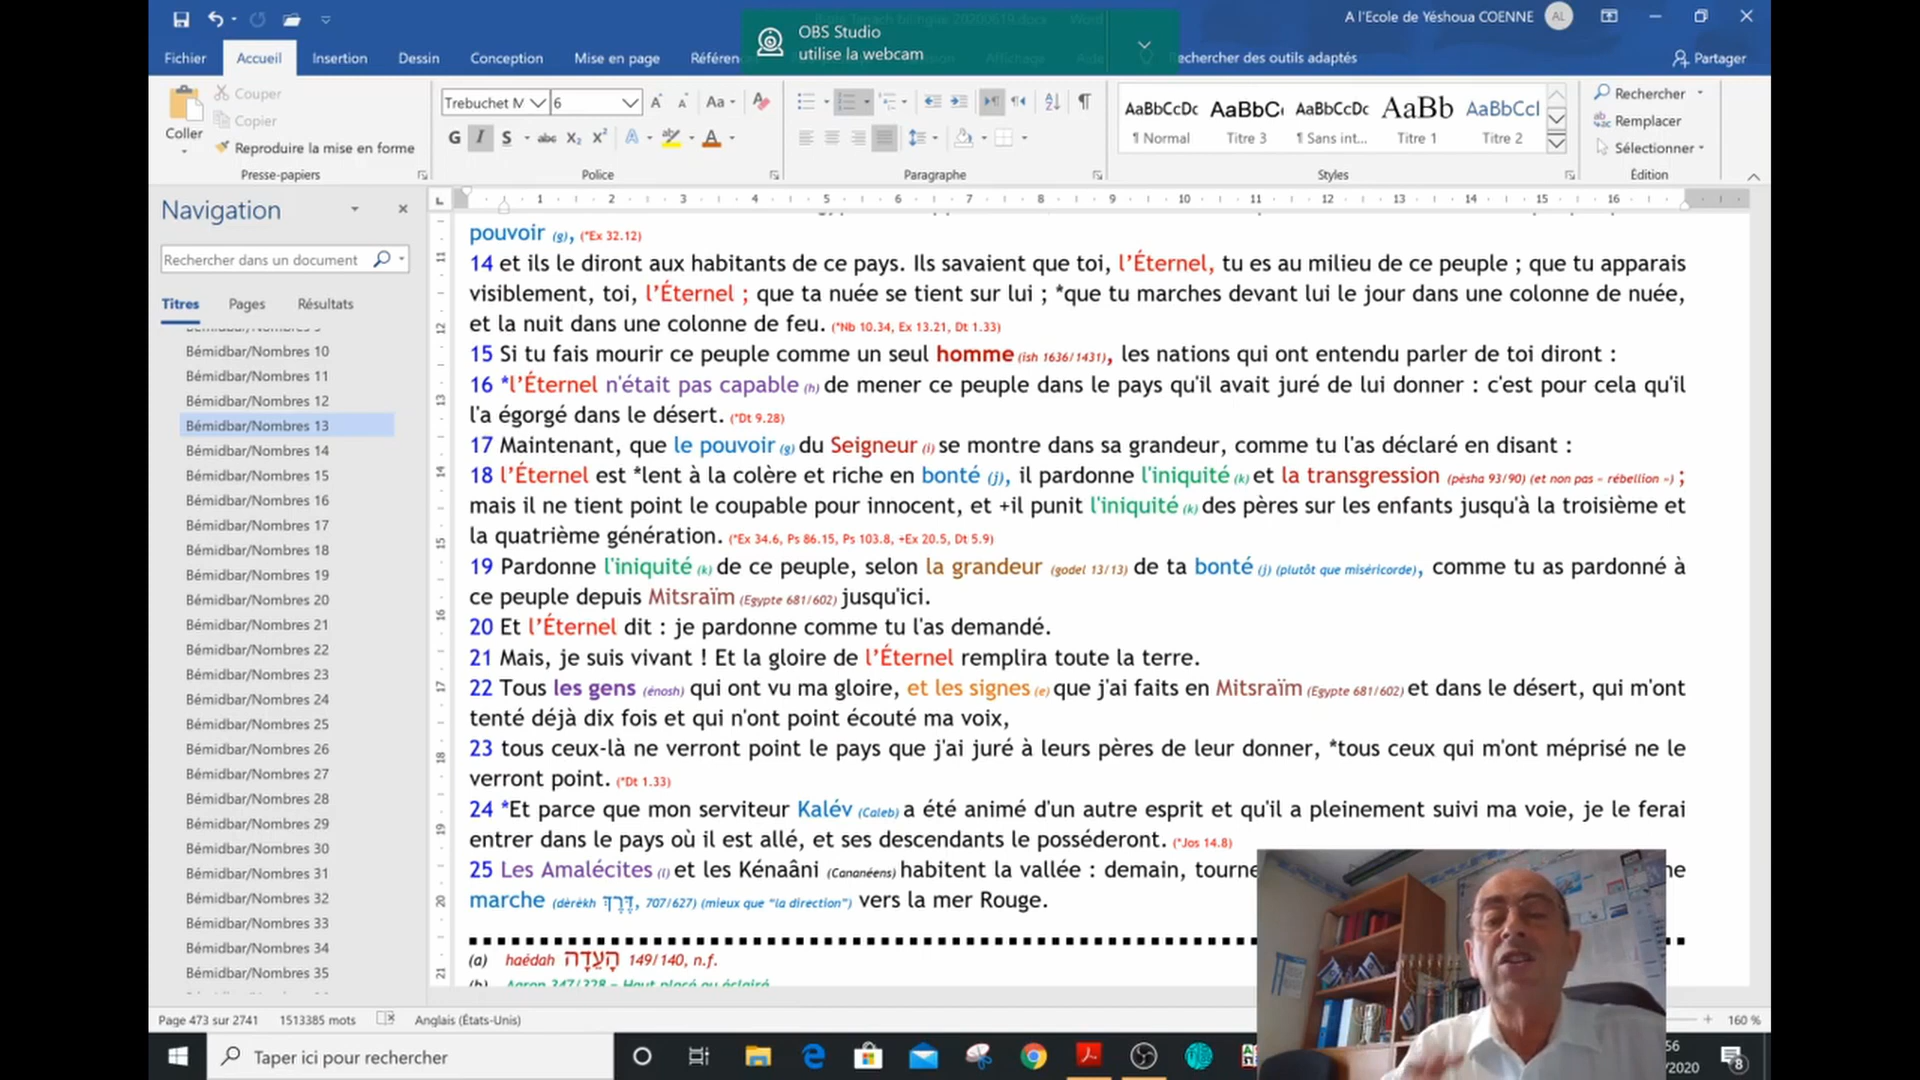 A l'Ecole de Yéshoua COENNE AL
OBS Studio
utilise la webcam
Fichier Accueil Insertion Dessin Conception Mise en page Référen Rechercher des outils adaptés Partager
Coller
Couper
Copier
Reproduire la mise en forme
Presse-papiers
Trebuchet M 6
G I S abc X₂ X²
Police
Paragraphe
AaBbCcDc AaBbC AaBbCcDc AaBb AaBbCcI
¶ Normal Titre 3 ¶ Sans int... Titre 1 Titre 2
Styles
Rechercher
Remplacer
Sélectionner
Édition
Navigation
Rechercher dans un document
Titres Pages Résultats
Bémidbar/Nombres 10
Bémidbar/Nombres 11
Bémidbar/Nombres 12
Bémidbar/Nombres 13
Bémidbar/Nombres 14
Bémidbar/Nombres 15
Bémidbar/Nombres 16
Bémidbar/Nombres 17
Bémidbar/Nombres 18
Bémidbar/Nombres 19
Bémidbar/Nombres 20
Bémidbar/Nombres 21
Bémidbar/Nombres 22
Bémidbar/Nombres 23
Bémidbar/Nombres 24
Bémidbar/Nombres 25
Bémidbar/Nombres 26
Bémidbar/Nombres 27
Bémidbar/Nombres 28
Bémidbar/Nombres 29
Bémidbar/Nombres 30
Bémidbar/Nombres 31
Bémidbar/Nombres 32
Bémidbar/Nombres 33
Bémidbar/Nombres 34
Bémidbar/Nombres 35
1 2 3 4 5 6 7 8 9 10 11 12 13 14 15 16
pouvoir (g), (*Ex 32.12)
14 et ils le diront aux habitants de ce pays. Ils savaient que toi, l'Éternel, tu es au milieu de ce peuple ; que tu apparais
visiblement, toi, l'Éternel ; que ta nuée se tient sur lui ; *que tu marches devant lui le jour dans une colonne de nuée,
et la nuit dans une colonne de feu. (*Nb 10.34, Ex 13.21, Dt 1.33)
15 Si tu fais mourir ce peuple comme un seul homme (ish 1636/1431), les nations qui ont entendu parler de toi diront :
16 *l'Éternel n'était pas capable (h) de mener ce peuple dans le pays qu'il avait juré de lui donner : c'est pour cela qu'il
l'a égorgé dans le désert. (*Dt 9.28)
17 Maintenant, que le pouvoir (g) du Seigneur (i) se montre dans sa grandeur, comme tu l'as déclaré en disant :
18 l'Éternel est *lent à la colère et riche en bonté (j), il pardonne l'iniquité (k) et la transgression (pèsha 93/90) (et non pas « rébellion ») ;
mais il ne tient point le coupable pour innocent, et +il punit l'iniquité (k) des pères sur les enfants jusqu'à la troisième et
la quatrième génération. (*Ex 34.6, Ps 86.15, Ps 103.8, +Ex 20.5, Dt 5.9)
19 Pardonne l'iniquité (k) de ce peuple, selon la grandeur (godel 13/13) de ta bonté (j) (plutôt que miséricorde), comme tu as pardonné à
ce peuple depuis Mitsraïm (Egypte 681/602) jusqu'ici.
20 Et l'Éternel dit : je pardonne comme tu l'as demandé.
21 Mais, je suis vivant ! Et la gloire de l'Éternel remplira toute la terre.
22 Tous les gens (énosh) qui ont vu ma gloire, et les signes (e) que j'ai faits en Mitsraïm (Egypte 681/602) et dans le désert, qui m'ont
tenté déjà dix fois et qui n'ont point écouté ma voix,
23 tous ceux-là ne verront point le pays que j'ai juré à leurs pères de leur donner, *tous ceux qui m'ont méprisé ne le
verront point. (*Dt 1.33)
24 *Et parce que mon serviteur Kalév (Caleb) a été animé d'un autre esprit et qu'il a pleinement suivi ma voie, je le ferai
entrer dans le pays où il est allé, et ses descendants le posséderont. (*Jos 14.8)
25 Les Amalécites (l) et les Kénaâni (Cananéens) habitent la vallée : demain, tourne
marche (dèrèkh דֶּרֶךְ, 707/627) (mieux que "la direction") vers la mer Rouge.
(a) haédah הָעֵדָה 149/140, n.f.
Page 473 sur 2741 1513385 mots Anglais (États-Unis) 160 %
Taper ici pour rechercher
56
/2020
8